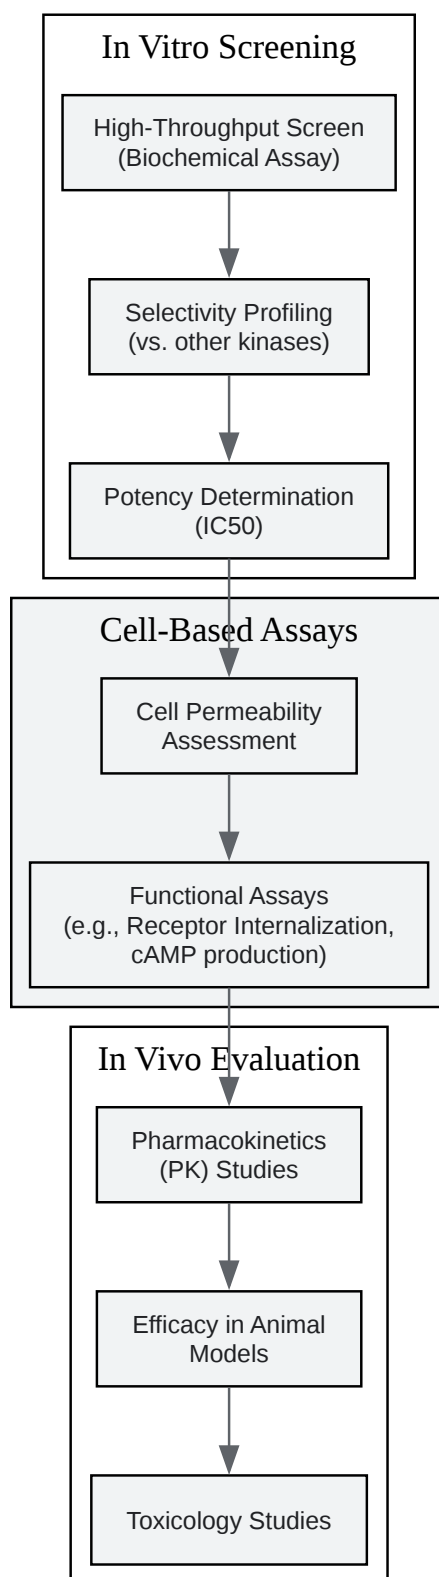 In Vitro Screening
High-Throughput Screen
(Biochemical Assay)
Selectivity Profiling
(vs. other kinases)
Potency Determination
(IC50)
Cell-Based Assays
Cell Permeability
Assessment
Functional Assays
(e.g., Receptor Internalization,
cAMP production)
In Vivo Evaluation
Pharmacokinetics
(PK) Studies
Efficacy in Animal
Models
Toxicology Studies